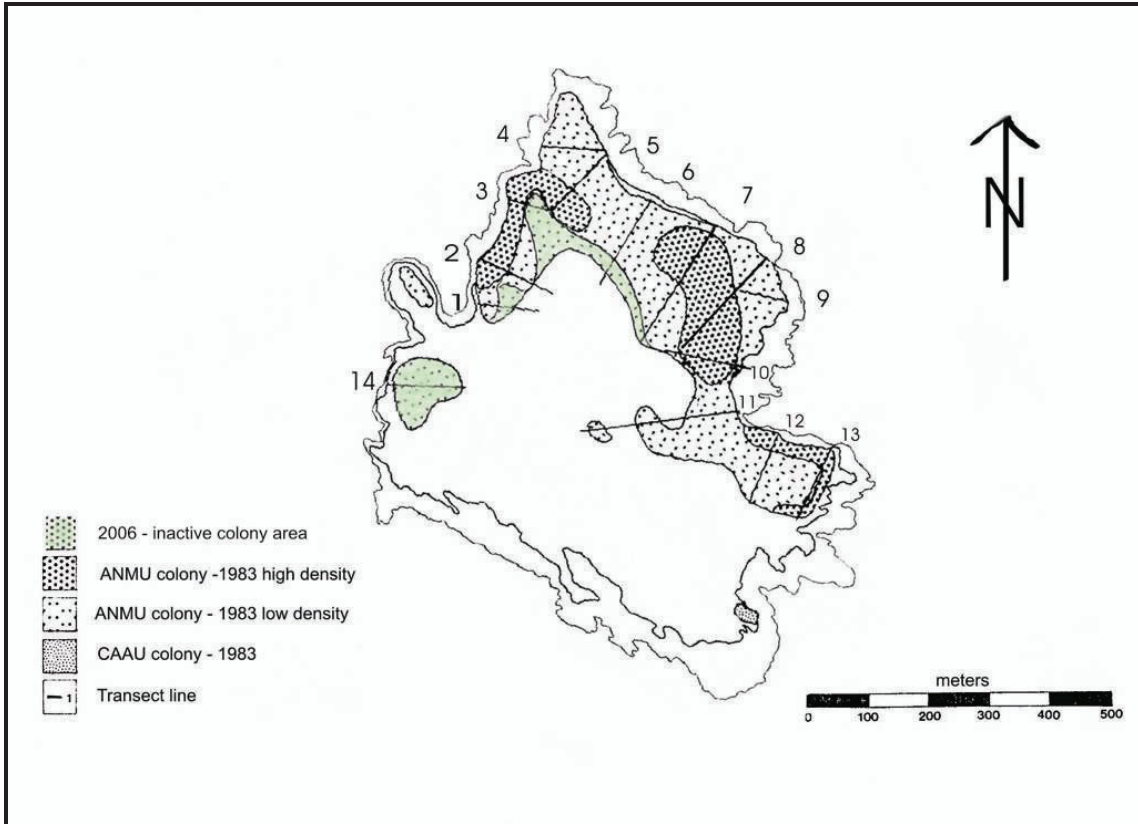 4
5
6
7
3
8
2
9
1
10
14
11
12
13
N
2006 - inactive colony area
ANMU colony -1983 high density
ANMU colony - 1983 low density
CAAU colony - 1983
1 Transect line
meters
0 100 200 300 400 500